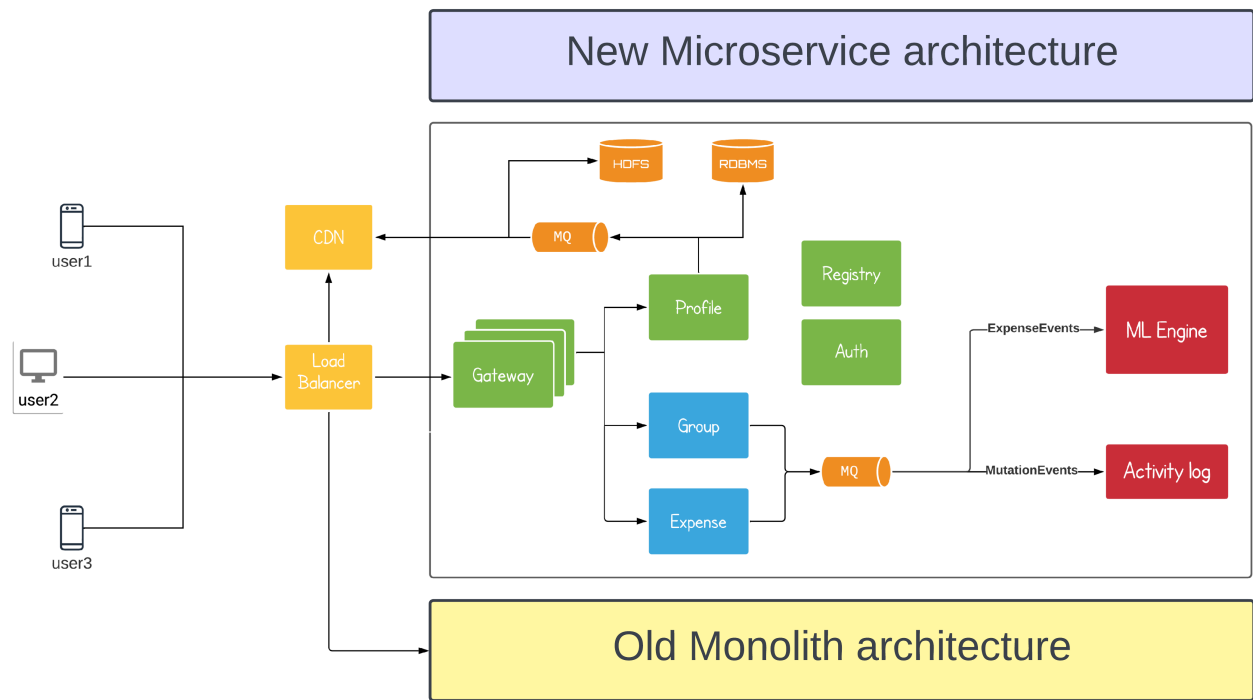 New Microservice architecture
HDFS
RDBMS
CDN
MQ
user1
Registry
Profile
ExpenseEvents
ML Engine
Load
Balancer
Gateway
Auth
user2
Group
MQ
MutationEvents
Activity log
Expense
user3
Old Monolith architecture